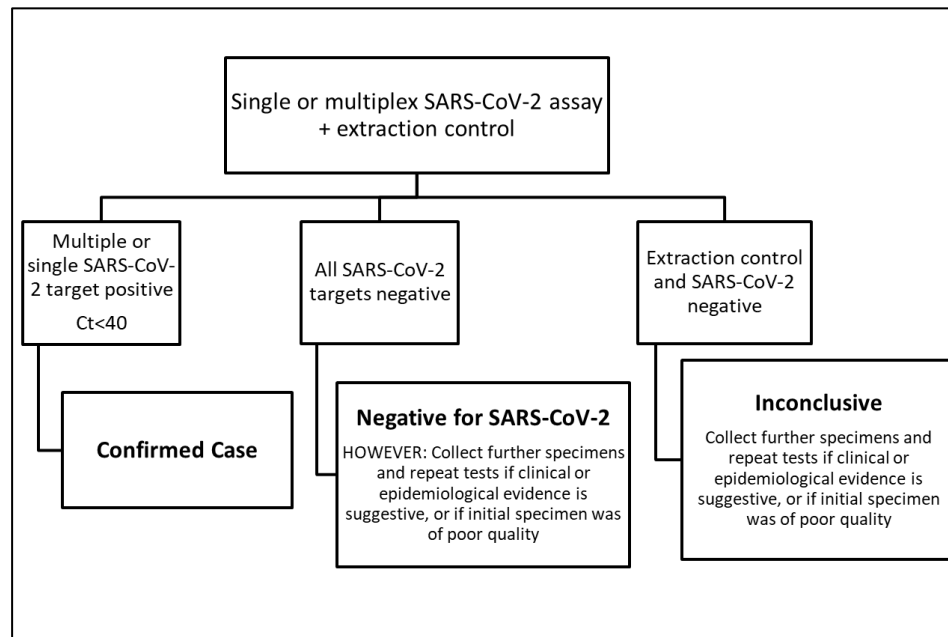 Single or multiplex SARS-CoV-2 assay
+ extraction control
Multiple or
single SARS-CoV-
2 target positive
Ct<40
All SARS-CoV-2
targets negative
Extraction control
and SARS-CoV-2
negative
Confirmed Case
Negative for SARS-CoV-2
HOWEVER: Collect further specimens
and repeat tests if clinical or
epidemiological evidence is
suggestive, or if initial specimen was
of poor quality
Inconclusive
Collect further specimens and
repeat tests if clinical or
epidemiological evidence is
suggestive, or if initial specimen
was of poor quality